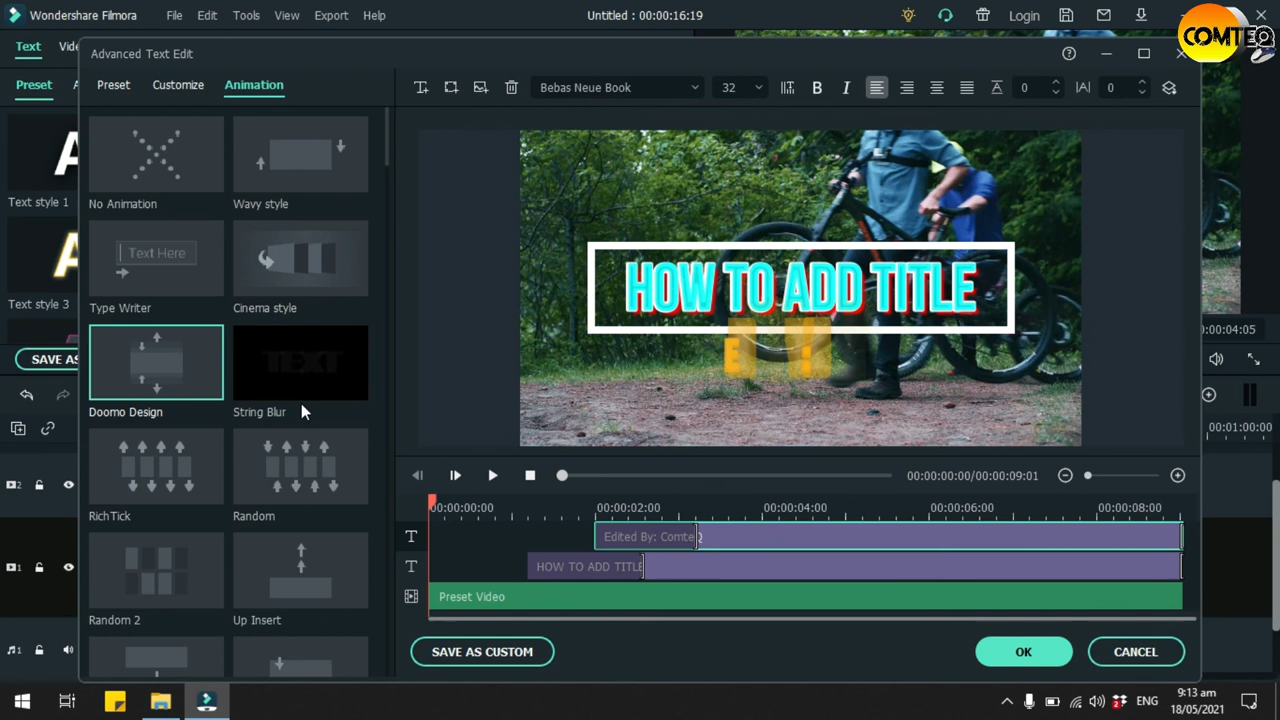 Wondershare Filmora
File
Edit
Tools
View
Export
Help
Untitled : 00:00:16:19
Login
COMTEQ
Text
Preset
Text style 1
Text style 3
SAVE AS
Advanced Text Edit
Preset
Customize
Animation
Bebas Neue Book
32
B
I
0
0
No Animation
Wavy style
Text Here
Type Writer
Cinema style
TEXT
Doomo Design
String Blur
RichTick
Random
Random 2
Up Insert
HOW TO ADD TITLE
E !
00:00:00:00/00:00:09:01
00:00:00:00
00:00:02:00
00:00:04:00
00:00:06:00
00:00:08:00
T
Edited By: ComteQ
T
HOW TO ADD TITLE
Preset Video
SAVE AS CUSTOM
OK
CANCEL
:00:04:05
00:01:00:00
2
1
1
ENG
9:13 am
18/05/2021